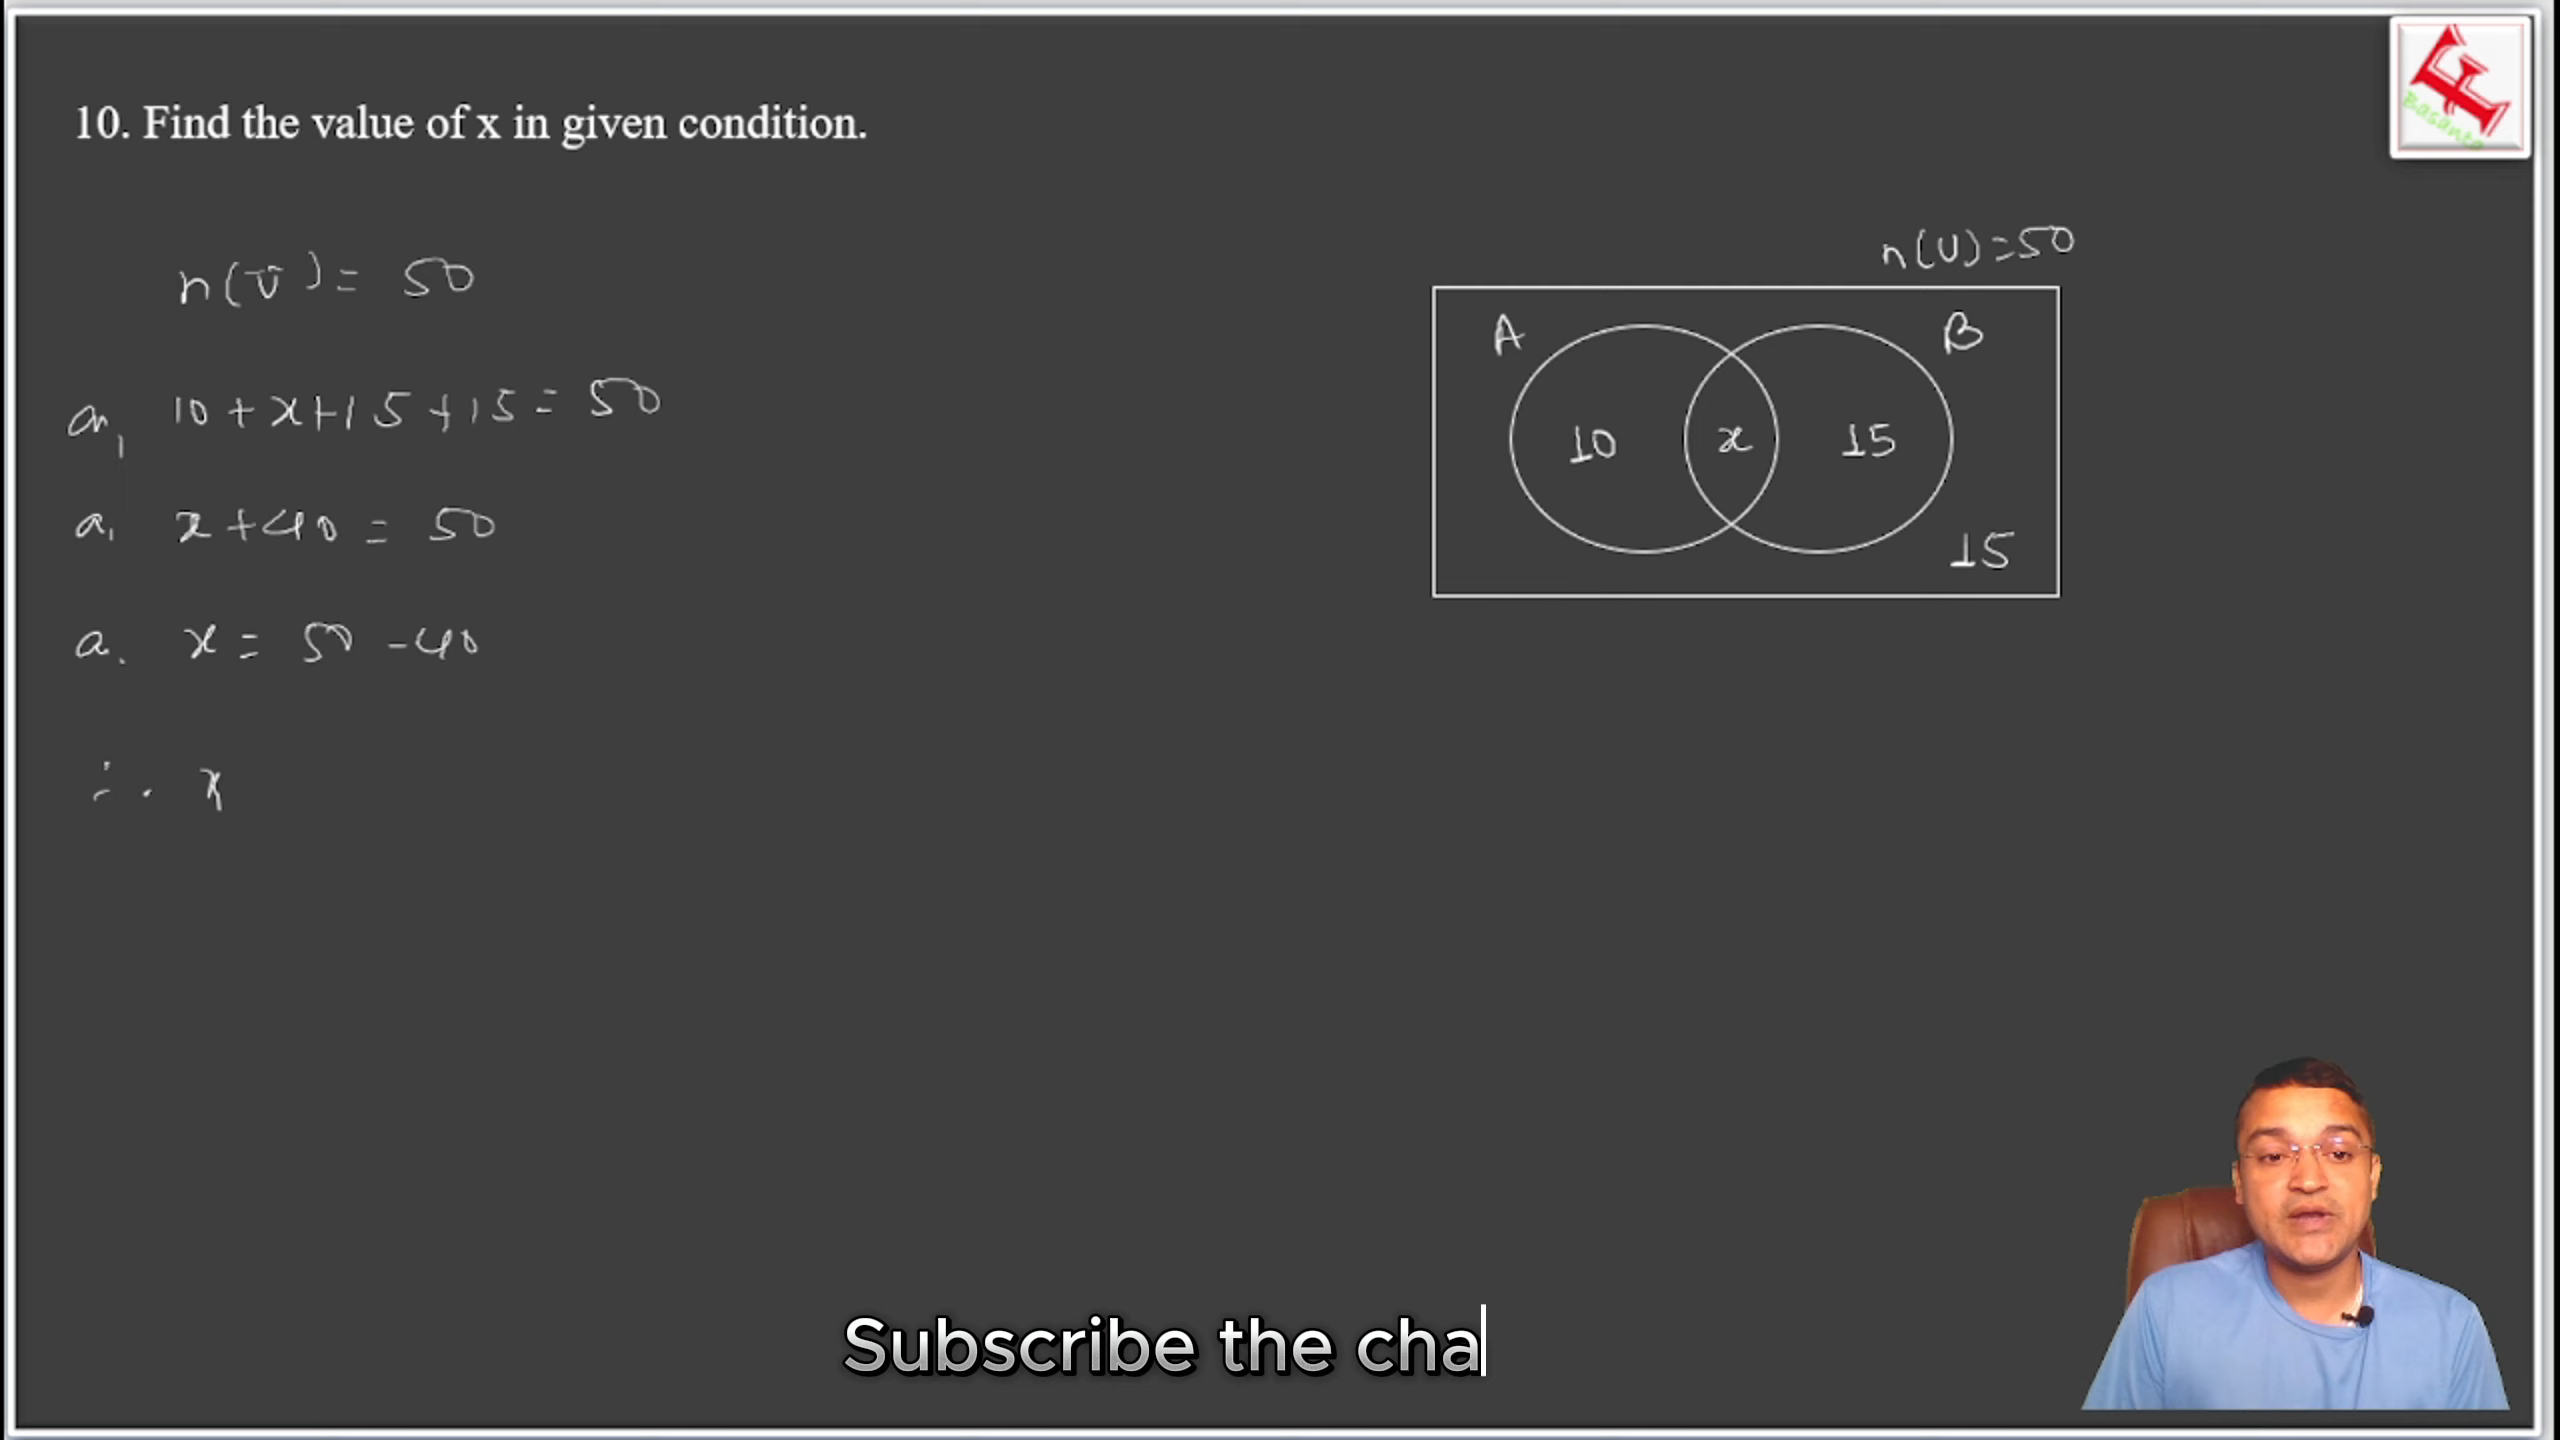 10. Find the value of x in given condition.
n(U) = 50
or, 10 + x + 15 + 15 = 50
or, x + 40 = 50
or, x = 50 - 40
∴ x
n(U) = 50
A
B
10
x
15
15
Basanta
Subscribe the cha